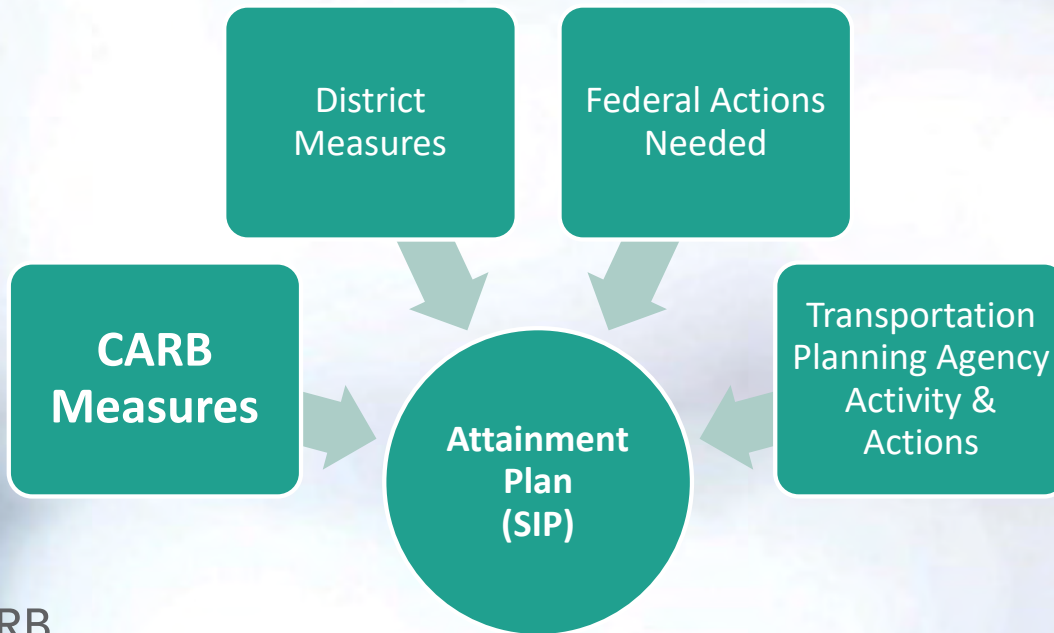 District
Measures
Federal Actions
Needed
CARB
Measures
Transportation
Planning Agency
Activity &
Actions
Attainment
Plan
(SIP)